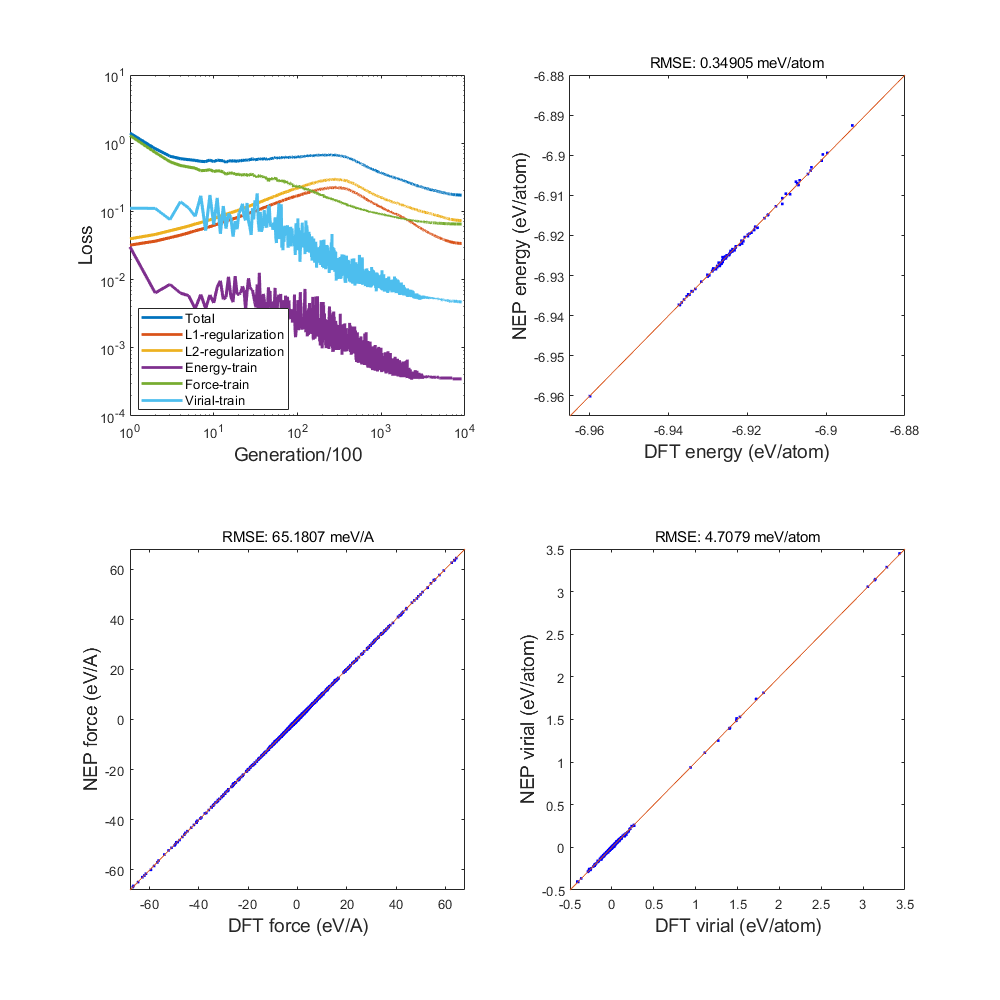 10^1
10^0
10^-1
10^-2
10^-3
10^-4
Loss
Total
L1-regularization
L2-regularization
Energy-train
Force-train
Virial-train
10^0 10^1 10^2 10^3 10^4
Generation/100
RMSE: 0.34905 meV/atom
-6.88
-6.89
-6.9
-6.91
-6.92
-6.93
-6.94
-6.95
-6.96
NEP energy (eV/atom)
-6.96 -6.94 -6.92 -6.9 -6.88
DFT energy (eV/atom)
RMSE: 65.1807 meV/A
60
40
20
0
-20
-40
-60
NEP force (eV/A)
-60 -40 -20 0 20 40 60
DFT force (eV/A)
RMSE: 4.7079 meV/atom
3.5
3
2.5
2
1.5
1
0.5
0
-0.5
NEP virial (eV/atom)
-0.5 0 0.5 1 1.5 2 2.5 3 3.5
DFT virial (eV/atom)